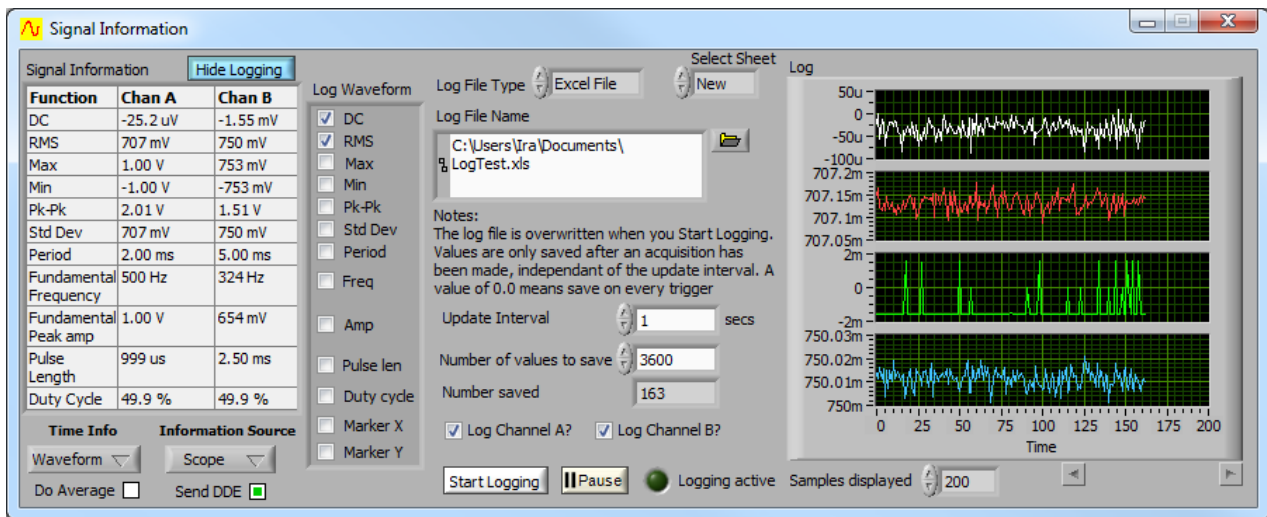 Signal Information
Signal Information
Hide Logging
Function Chan A Chan B
DC -25.2 uV -1.55 mV
RMS 707 mV 750 mV
Max 1.00 V 753 mV
Min -1.00 V -753 mV
Pk-Pk 2.01 V 1.51 V
Std Dev 707 mV 750 mV
Period 2.00 ms 5.00 ms
Fundamental 500 Hz 324 Hz
Frequency
Fundamental 1.00 V 654 mV
Peak amp
Pulse 999 us 2.50 ms
Length
Duty Cycle 49.9 % 49.9 %
Time Info Information Source
Waveform Scope
Do Average Send DDE
Log Waveform
DC
RMS
Max
Min
Pk-Pk
Std Dev
Period
Freq
Amp
Pulse len
Duty cycle
Marker X
Marker Y
Select Sheet
Log File Type Excel File New
Log File Name
C:\Users\Ira\Documents\
LogTest.xls
Notes:
The log file is overwritten when you Start Logging.
Values are only saved after an acquisition has
been made, independant of the update interval. A
value of 0.0 means save on every trigger
Update Interval 1 secs
Number of values to save 3600
Number saved 163
Log Channel A? Log Channel B?
Start Logging Pause Logging active
Log
50u
0
-50u
-100u
707.2m
707.1m
707.05m
2m
0
-2m
750.03m
750.02m
750.01m
750m
0 25 50 75 100 125 150 175 200
Time
Samples displayed 200